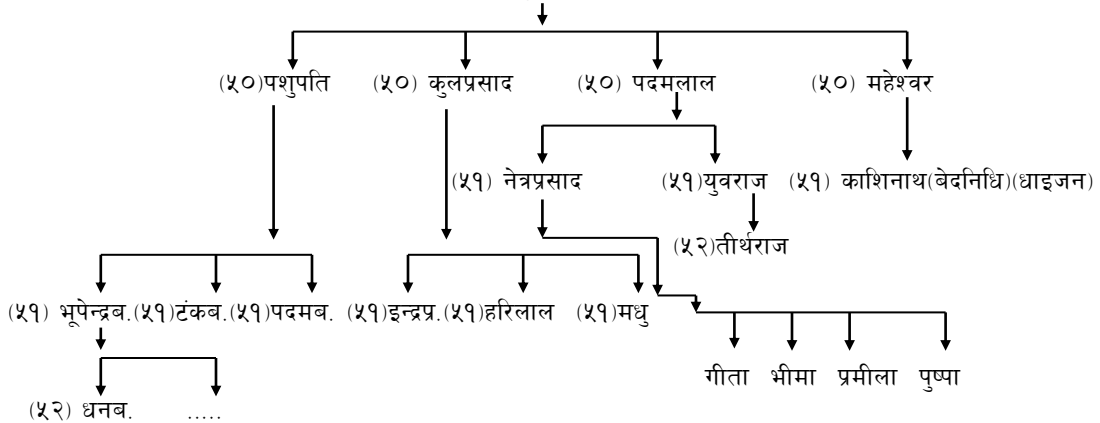 (५०)पशुपति (५०) कुलप्रसाद (५०) पदमलाल (५०) महेश्वर
(५१) नेत्रप्रसाद (५१)युवराज (५१) काशिनाथ(बेदनिधि)(धाइजन)
(५२)तीर्थराज
(५१) भूपेन्द्रब.(५१)टंकब.(५१)पदमब. (५१)इन्द्रप्र.(५१)हरिलाल (५१)मधु
गीता भीमा प्रमीला पुष्पा
(५२) धनब. .....